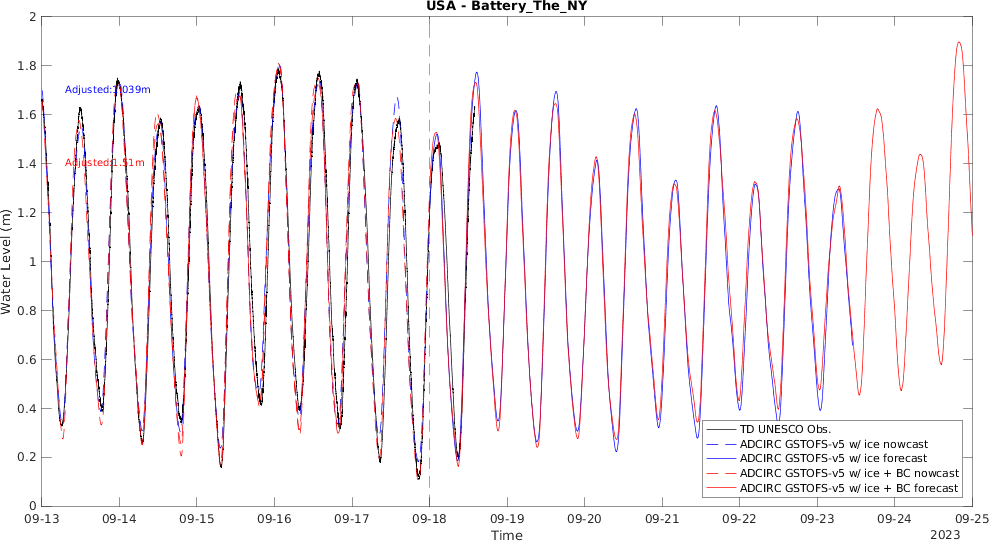 USA - Battery_The_NY
2
1.8
1.6
1.4
1.2
1
0.8
0.6
0.4
0.2
0
Water Level (m)
Adjusted:1.039m
Adjusted:1.51m
TD UNESCO Obs.
ADCIRC GSTOFS-v5 w/ ice nowcast
ADCIRC GSTOFS-v5 w/ ice forecast
ADCIRC GSTOFS-v5 w/ ice + BC nowcast
ADCIRC GSTOFS-v5 w/ ice + BC forecast
09-13 09-14 09-15 09-16 09-17 09-18 09-19 09-20 09-21 09-22 09-23 09-24 09-25
Time
2023